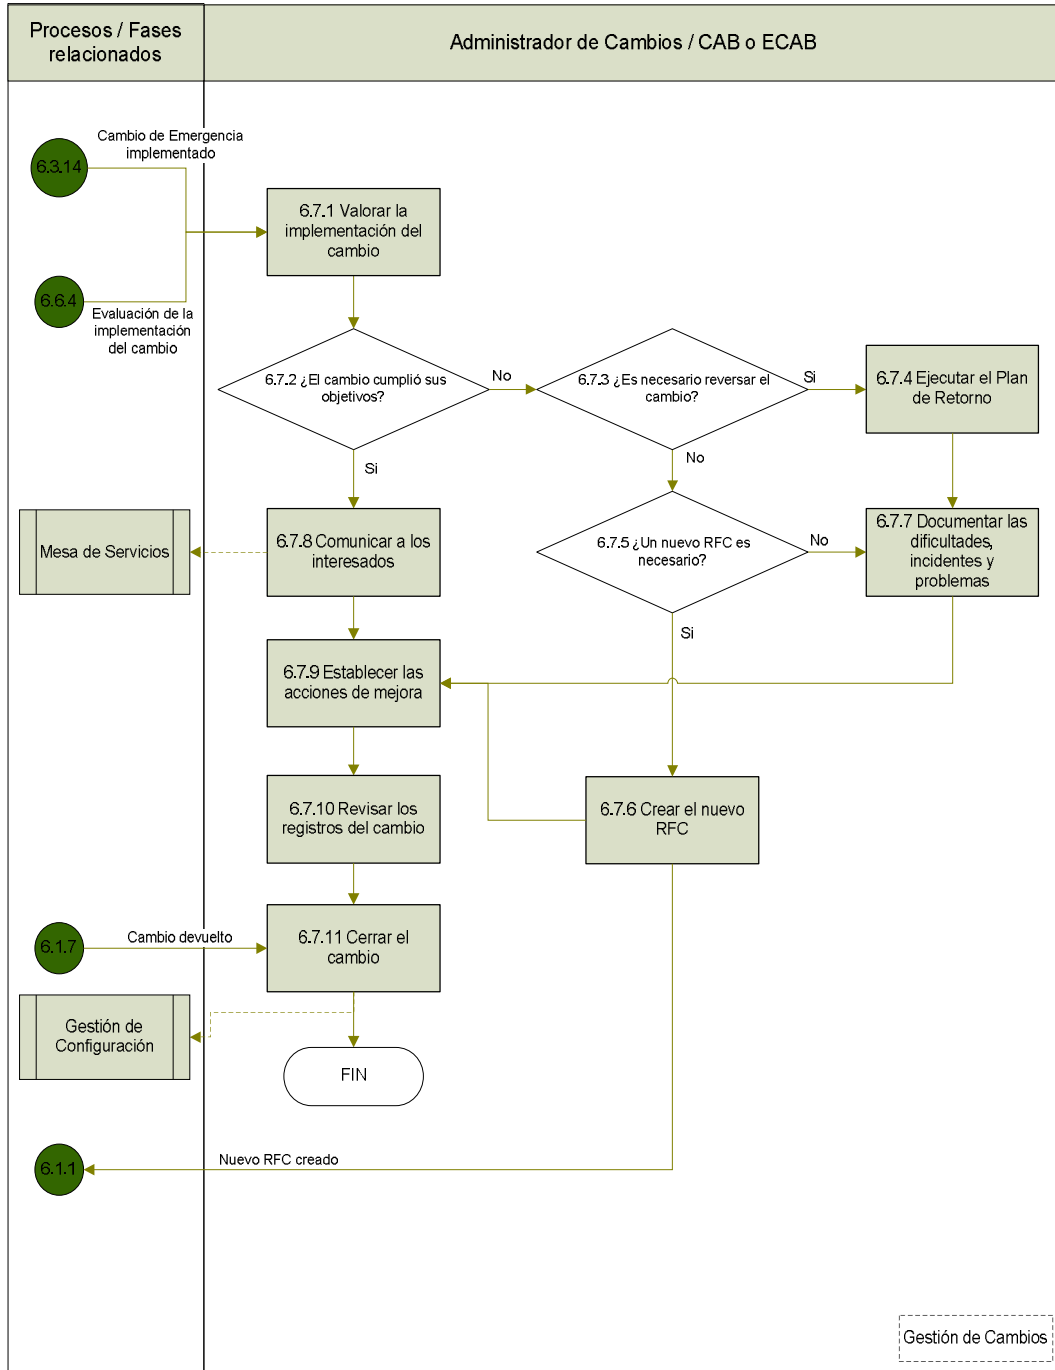 Procesos / Fases
relacionados
Administrador de Cambios / CAB o ECAB
Cambio de Emergencia
implementado
6.3.14
6.7.1 Valorar la
implementación del
cambio
6.6.4
Evaluación de la
implementación
del cambio
6.7.2 ¿El cambio cumplió sus
objetivos?
No
6.7.3 ¿Es necesario reversar el
cambio?
Si
6.7.4 Ejecutar el Plan
de Retorno
Si
No
Mesa de Servicios
6.7.8 Comunicar a los
interesados
6.7.5 ¿Un nuevo RFC es
necesario?
No
6.7.7 Documentar las
dificultades,
incidentes y
problemas
Si
6.7.9 Establecer las
acciones de mejora
6.7.10 Revisar los
registros del cambio
6.7.6 Crear el nuevo
RFC
6.1.7
Cambio devuelto
6.7.11 Cerrar el
cambio
Gestión de
Configuración
FIN
6.1.1
Nuevo RFC creado
Gestión de Cambios